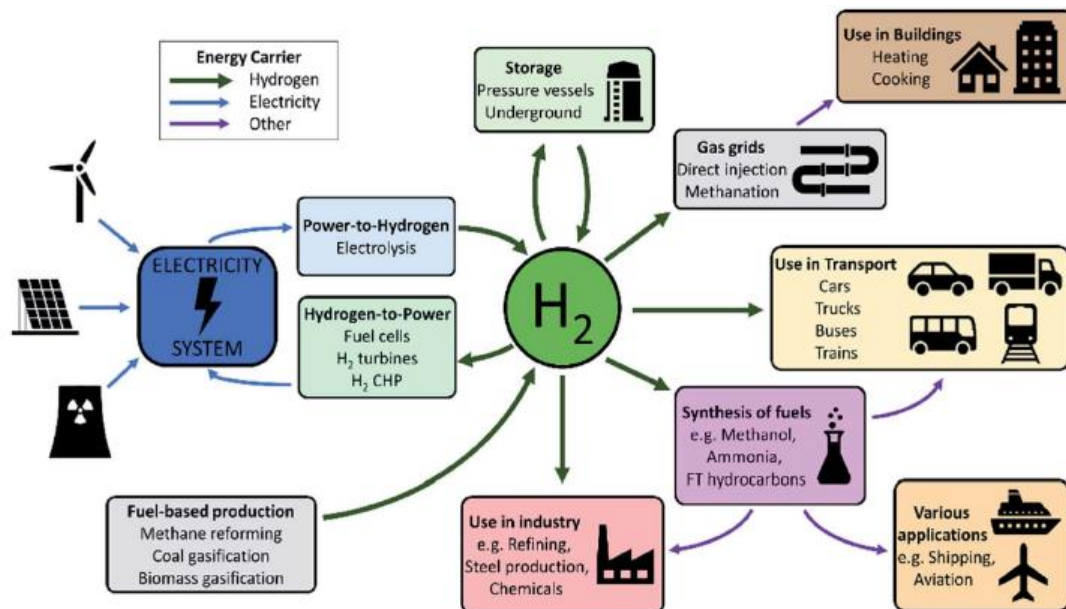 Energy Carrier
Hydrogen
Electricity
Other
Storage
Pressure vessels
Underground
Use in Buildings
Heating
Cooking
Gas grids
Direct injection
Methanation
Power-to-Hydrogen
Electrolysis
ELECTRICITY
SYSTEM
Hydrogen-to-Power
Fuel cells
H₂ turbines
H₂ CHP
H₂
Use in Transport
Cars
Trucks
Buses
Trains
Synthesis of fuels
e.g. Methanol,
Ammonia,
FT hydrocarbons
Fuel-based production
Methane reforming
Coal gasification
Biomass gasification
Use in industry
e.g. Refining,
Steel production,
Chemicals
Various
applications
e.g. Shipping,
Aviation